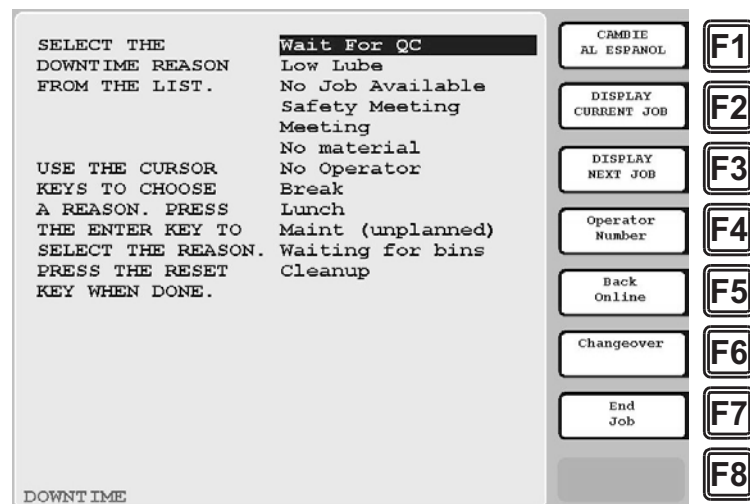 SELECT THE
DOWNTIME REASON
FROM THE LIST.
USE THE CURSOR
KEYS TO CHOOSE
A REASON. PRESS
THE ENTER KEY TO
SELECT THE REASON.
PRESS THE RESET
KEY WHEN DONE.
Wait For QC
Low Lube
No Job Available
Safety Meeting
Meeting
No material
No Operator
Break
Lunch
Maint (unplanned)
Waiting for bins
Cleanup
CAMBIE
AL ESPANOL
F1
DISPLAY
CURRENT JOB
F2
DISPLAY
NEXT JOB
F3
Operator
Number
F4
Back
Online
F5
Changeover
F6
End
Job
F7
F8
DOWNTIME